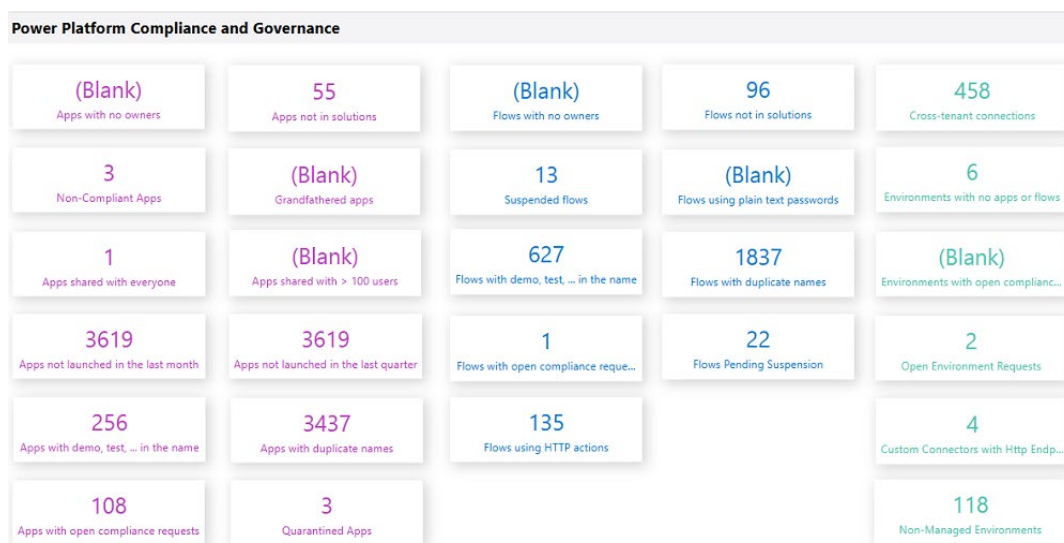 Power Platform Compliance and Governance
(Blank)
Apps with no owners
55
Apps not in solutions
(Blank)
Flows with no owners
96
Flows not in solutions
458
Cross-tenant connections
3
Non-Compliant Apps
(Blank)
Grandfathered apps
13
Suspended flows
(Blank)
Flows using plain text passwords
6
Environments with no apps or flows
1
Apps shared with everyone
(Blank)
Apps shared with > 100 users
627
Flows with demo, test, ... in the name
1837
Flows with duplicate names
(Blank)
Environments with open complianc...
3619
Apps not launched in the last month
3619
Apps not launched in the last quarter
1
Flows with open compliance reque...
22
Flows Pending Suspension
2
Open Environment Requests
256
Apps with demo, test, ... in the name
3437
Apps with duplicate names
135
Flows using HTTP actions
4
Custom Connectors with Http Endp...
108
Apps with open compliance requests
3
Quarantined Apps
118
Non-Managed Environments